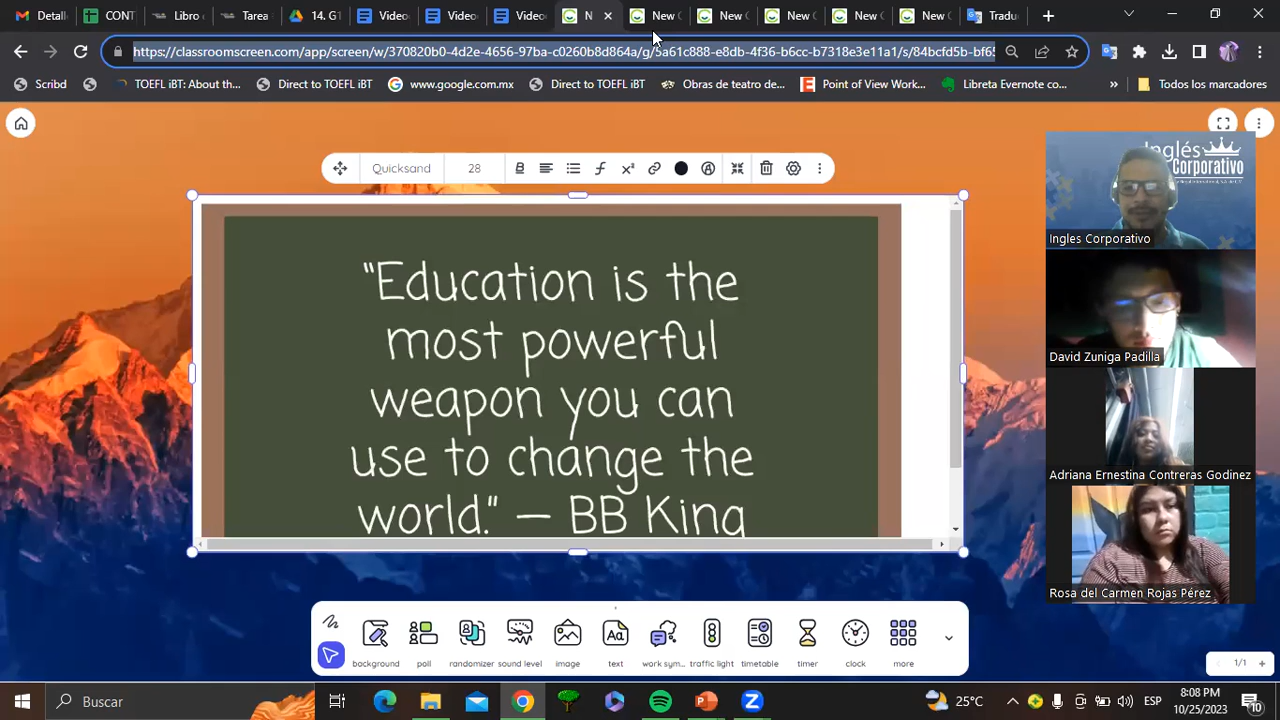 Detall
CONT
Libro
Tarea
14. G1
Video
Video
Video
N
New
New
New
New
New
Tradu
https://classroomscreen.com/app/screen/w/370820b0-4d2e-4656-97ba-c0260b8d864a/g/5a61c888-e8db-4f36-b6cc-b7318e3e11a1/s/84bcfd5b-bf65
Scribd
TOEFL iBT: About th...
Direct to TOEFL iBT
www.google.com.mx
Direct to TOEFL iBT
Obras de teatro de...
Point of View Work...
Libreta Evernote co...
Todos los marcadores
Quicksand
28
"Education is the
most powerful
weapon you can
use to change the
world." – BB King
Inglés
Corporativo
Ingles Corporativo
David Zuniga Padilla
Adriana Ernestina Contreras Godinez
Rosa del Carmen Rojas Pérez
background
poll
randomizer
sound level
image
text
work sym...
traffic light
timetable
timer
clock
more
1/1
Buscar
25°C
ESP
8:08 PM
10/25/2023
10